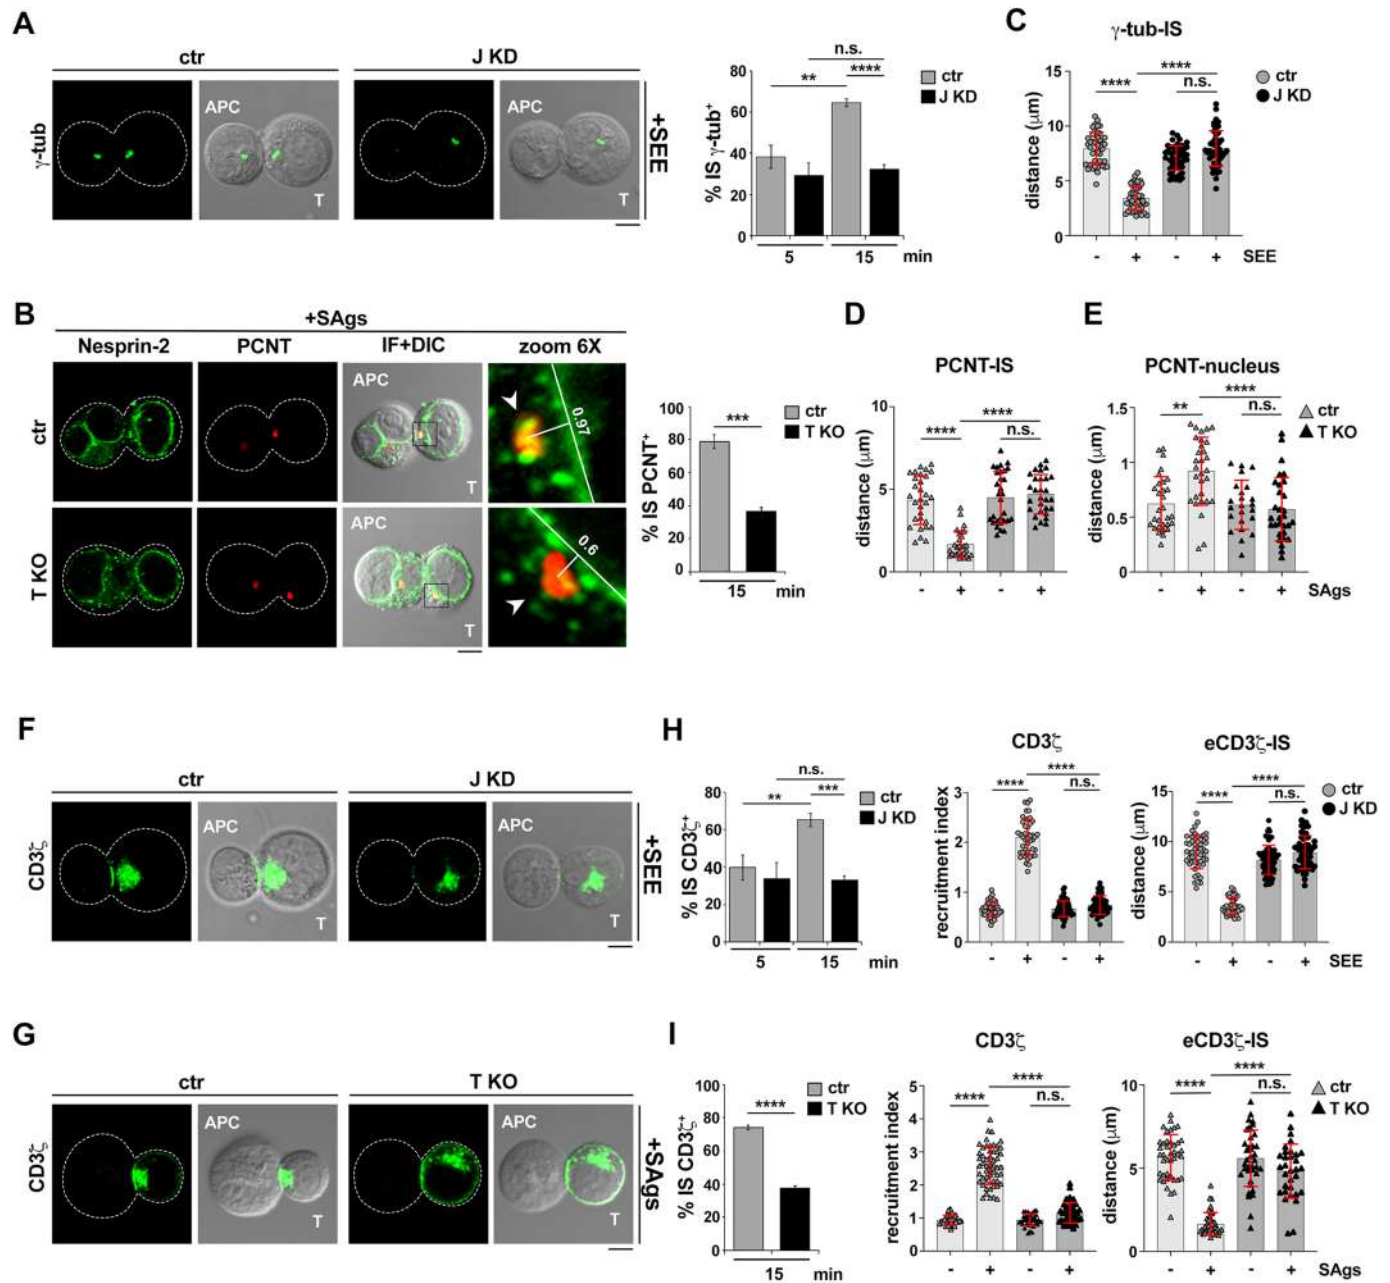 A
ctr
J KD
γ-tub
APC
T
APC
T
+SEE
% IS γ-tub⁺
80
60
40
20
0
n.s.
** ****
ctr
J KD
5 15 min
C
γ-tub-IS
distance (μm)
15
10
5
0
****
**** n.s.
ctr
J KD
- + - + SEE
B
+SAgs
Nesprin-2 PCNT IF+DIC zoom 6X
ctr
APC
T
0.97
T KO
APC
T
0.6
% IS PCNT⁺
100
80
60
40
20
0
***
ctr
T KO
15 min
D
PCNT-IS
distance (μm)
10
5
0
****
**** n.s.
- + - +
E
PCNT-nucleus
distance (μm)
1.5
1
0.5
0
****
** n.s.
ctr
T KO
- + - + SAgs
F
ctr
J KD
CD3ζ
APC
T
APC
T
+SEE
H
% IS CD3ζ⁺
80
60
40
20
0
n.s.
** ***
ctr
J KD
5 15 min
CD3ζ
recruitment index
3
2
1
0
****
**** n.s.
- + - +
eCD3ζ-IS
distance (μm)
15
10
5
0
****
**** n.s.
ctr
J KD
- + - + SEE
G
ctr
T KO
CD3ζ
APC
T
APC
T
+SAgs
I
% IS CD3ζ⁺
100
80
60
40
20
0
****
ctr
T KO
15 min
CD3ζ
recruitment index
5
4
3
2
1
0
****
**** n.s.
- + - +
eCD3ζ-IS
distance (μm)
10
5
0
****
**** n.s.
ctr
T KO
- + - + SAgs